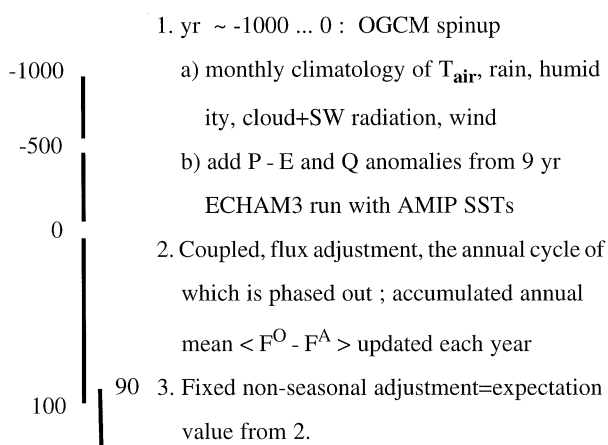 1. yr ~ -1000 ... 0 : OGCM spinup
-1000
a) monthly climatology of Tair, rain, humid
ity, cloud+SW radiation, wind
-500
b) add P - E and Q anomalies from 9 yr
ECHAM3 run with AMIP SSTs
0
2. Coupled, flux adjustment, the annual cycle of
which is phased out ; accumulated annual
mean < F^O - F^A > updated each year
90 3. Fixed non-seasonal adjustment=expectation
100
value from 2.